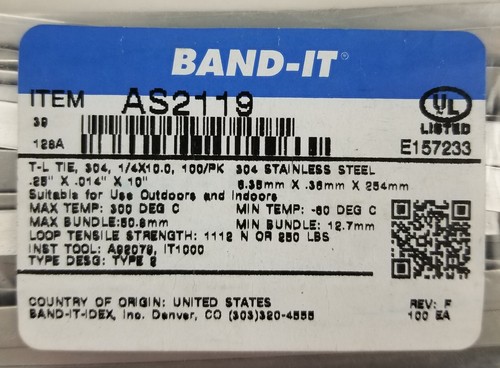 BAND-IT®
ITEM AS2119
39
128A
UL
LISTED
E157233
T-L TIE, 304, 1/4X10.0, 100/PK 304 STAINLESS STEEL
.25" X .014" X 10" 6.35mm X .36mm X 254mm
Suitable for Use Outdoors and Indoors
MAX TEMP: 300 DEG C MIN TEMP: -60 DEG C
MAX BUNDLE:50.8mm MIN BUNDLE: 12.7mm
LOOP TENSILE STRENGTH: 1112 N OR 250 LBS
INST TOOL: A92079, IT1000
TYPE DESG: TYPE 2
COUNTRY OF ORIGIN: UNITED STATES
BAND-IT-IDEX, Inc. Denver, CO (303)320-4555
REV: F
100 EA